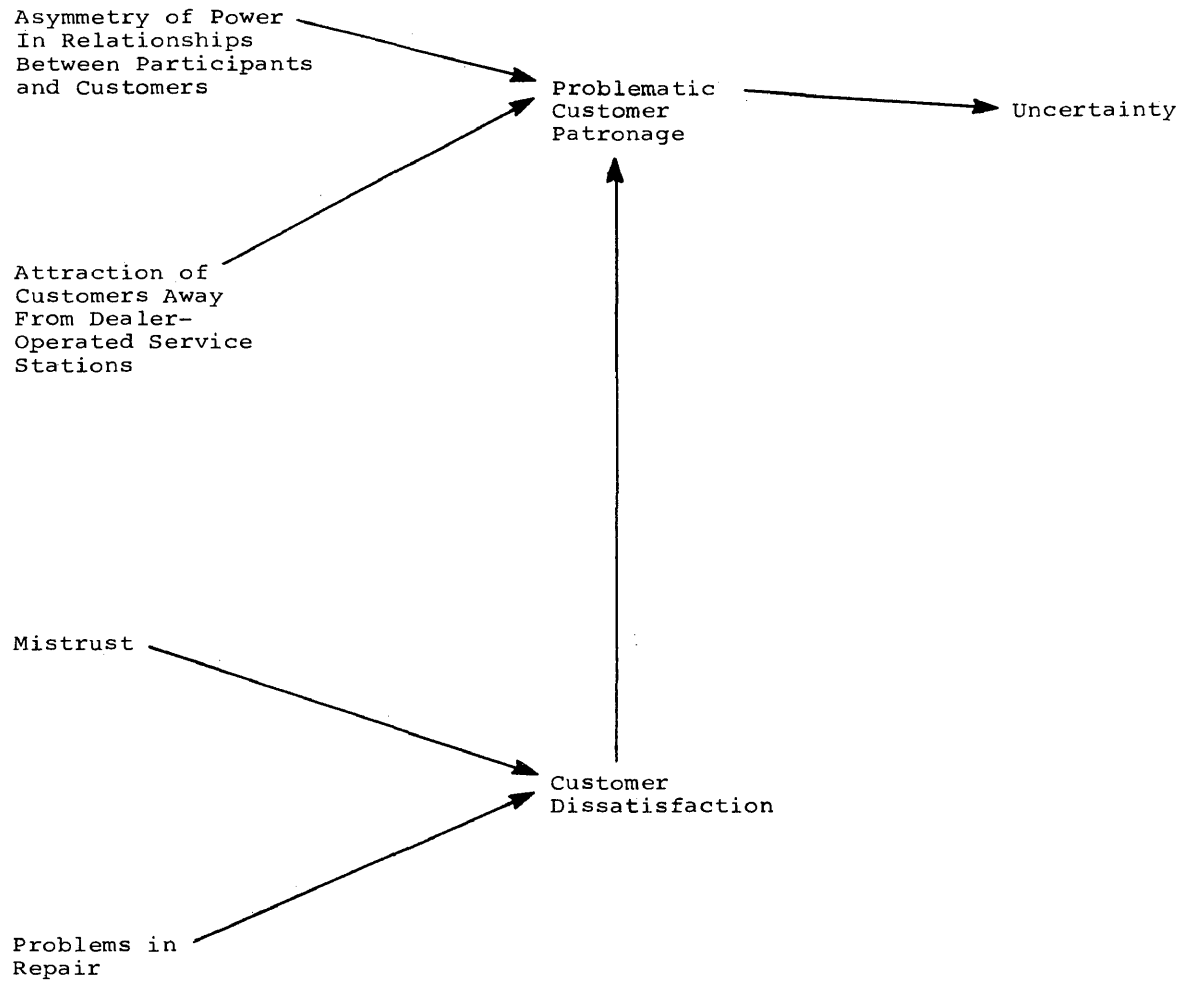 Asymmetry of Power
In Relationships
Between Participants
and Customers
Problematic
Customer
Patronage
Uncertainty
Attraction of
Customers Away
From Dealer-
Operated Service
Stations
Mistrust
Customer
Dissatisfaction
Problems in
Repair